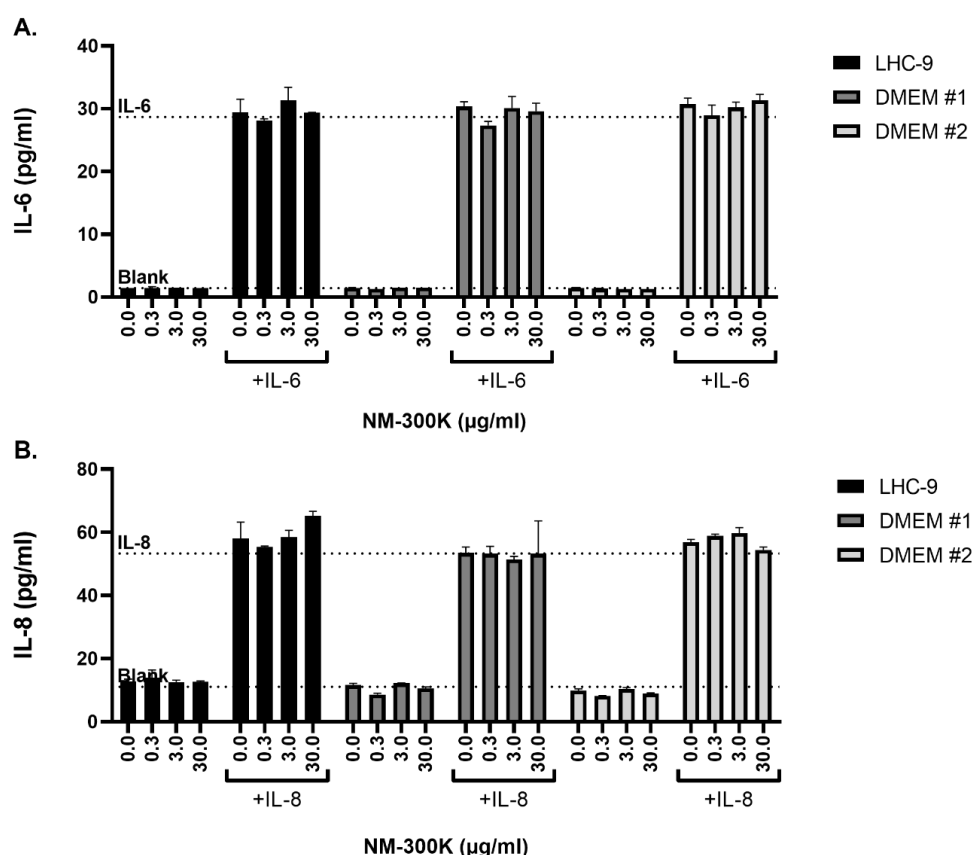 A.
40
30
20
10
0
IL-6 (pg/ml)
IL-6
Blank
0.0 0.3 3.0 30.0 0.0 0.3 3.0 30.0 0.0 0.3 3.0 30.0 0.0 0.3 3.0 30.0 0.0 0.3 3.0 30.0 0.0 0.3 3.0 30.0
+IL-6 +IL-6 +IL-6
NM-300K (µg/ml)
LHC-9
DMEM #1
DMEM #2
B.
80
60
40
20
0
IL-8 (pg/ml)
IL-8
Blank
0.0 0.3 3.0 30.0 0.0 0.3 3.0 30.0 0.0 0.3 3.0 30.0 0.0 0.3 3.0 30.0 0.0 0.3 3.0 30.0 0.0 0.3 3.0 30.0
+IL-8 +IL-8 +IL-8
NM-300K (µg/ml)
LHC-9
DMEM #1
DMEM #2